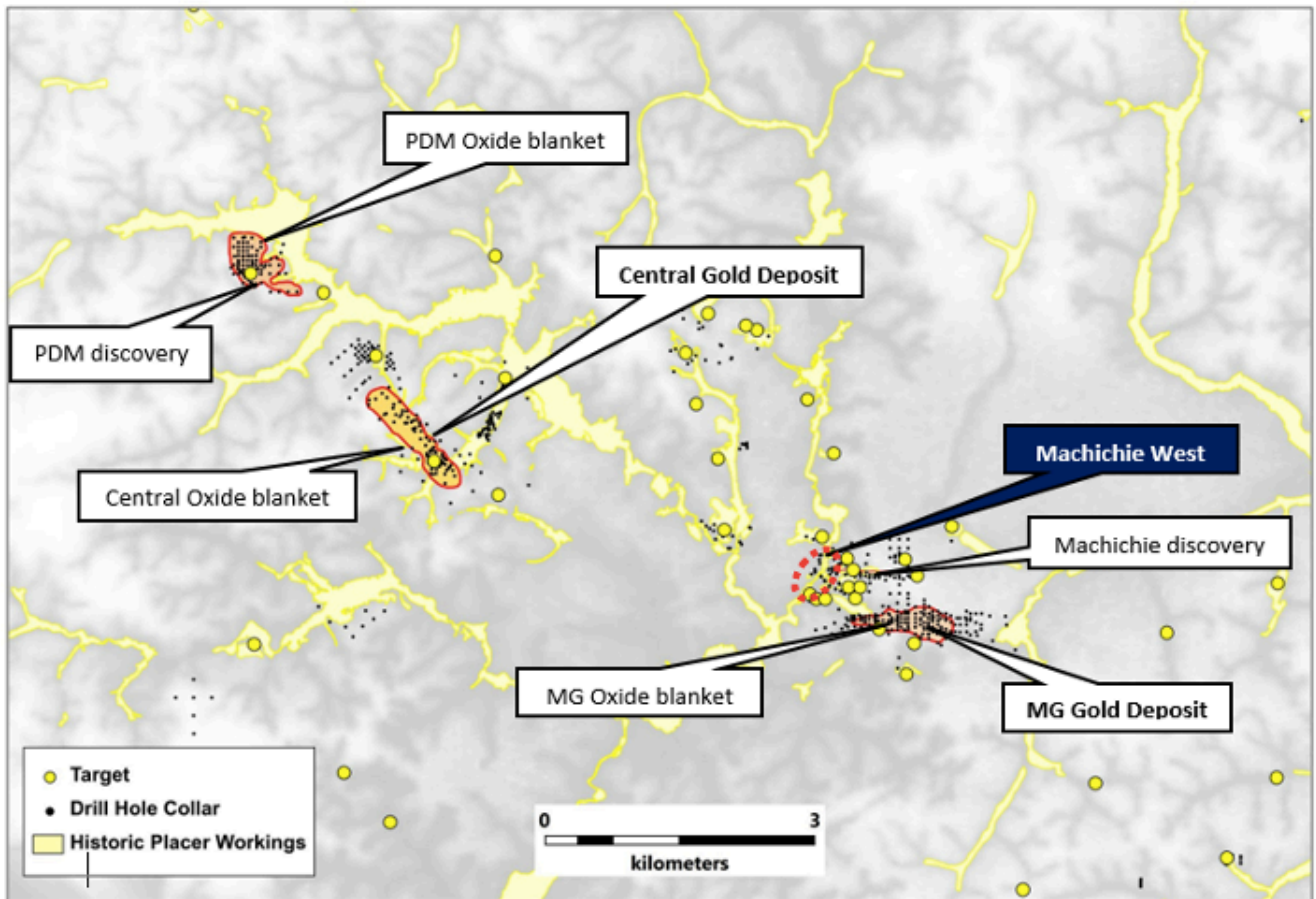 PDM Oxide blanket
Central Gold Deposit
PDM discovery
Machichie West
Central Oxide blanket
Machichie discovery
MG Oxide blanket
MG Gold Deposit
Target
Drill Hole Collar
Historic Placer Workings
0 3
kilometers